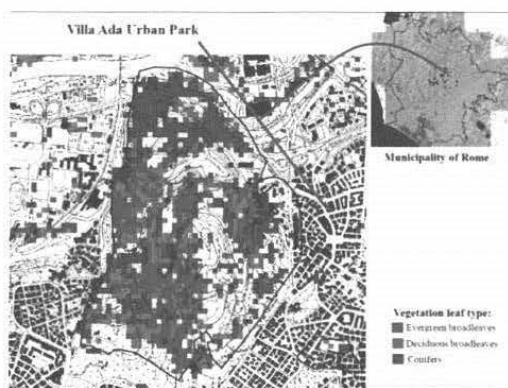 Villa Ada Urban Park
Municipality of Rome
Vegetation leaf type:
Evergreen broadleaves
Deciduous broadleaves
Conifers